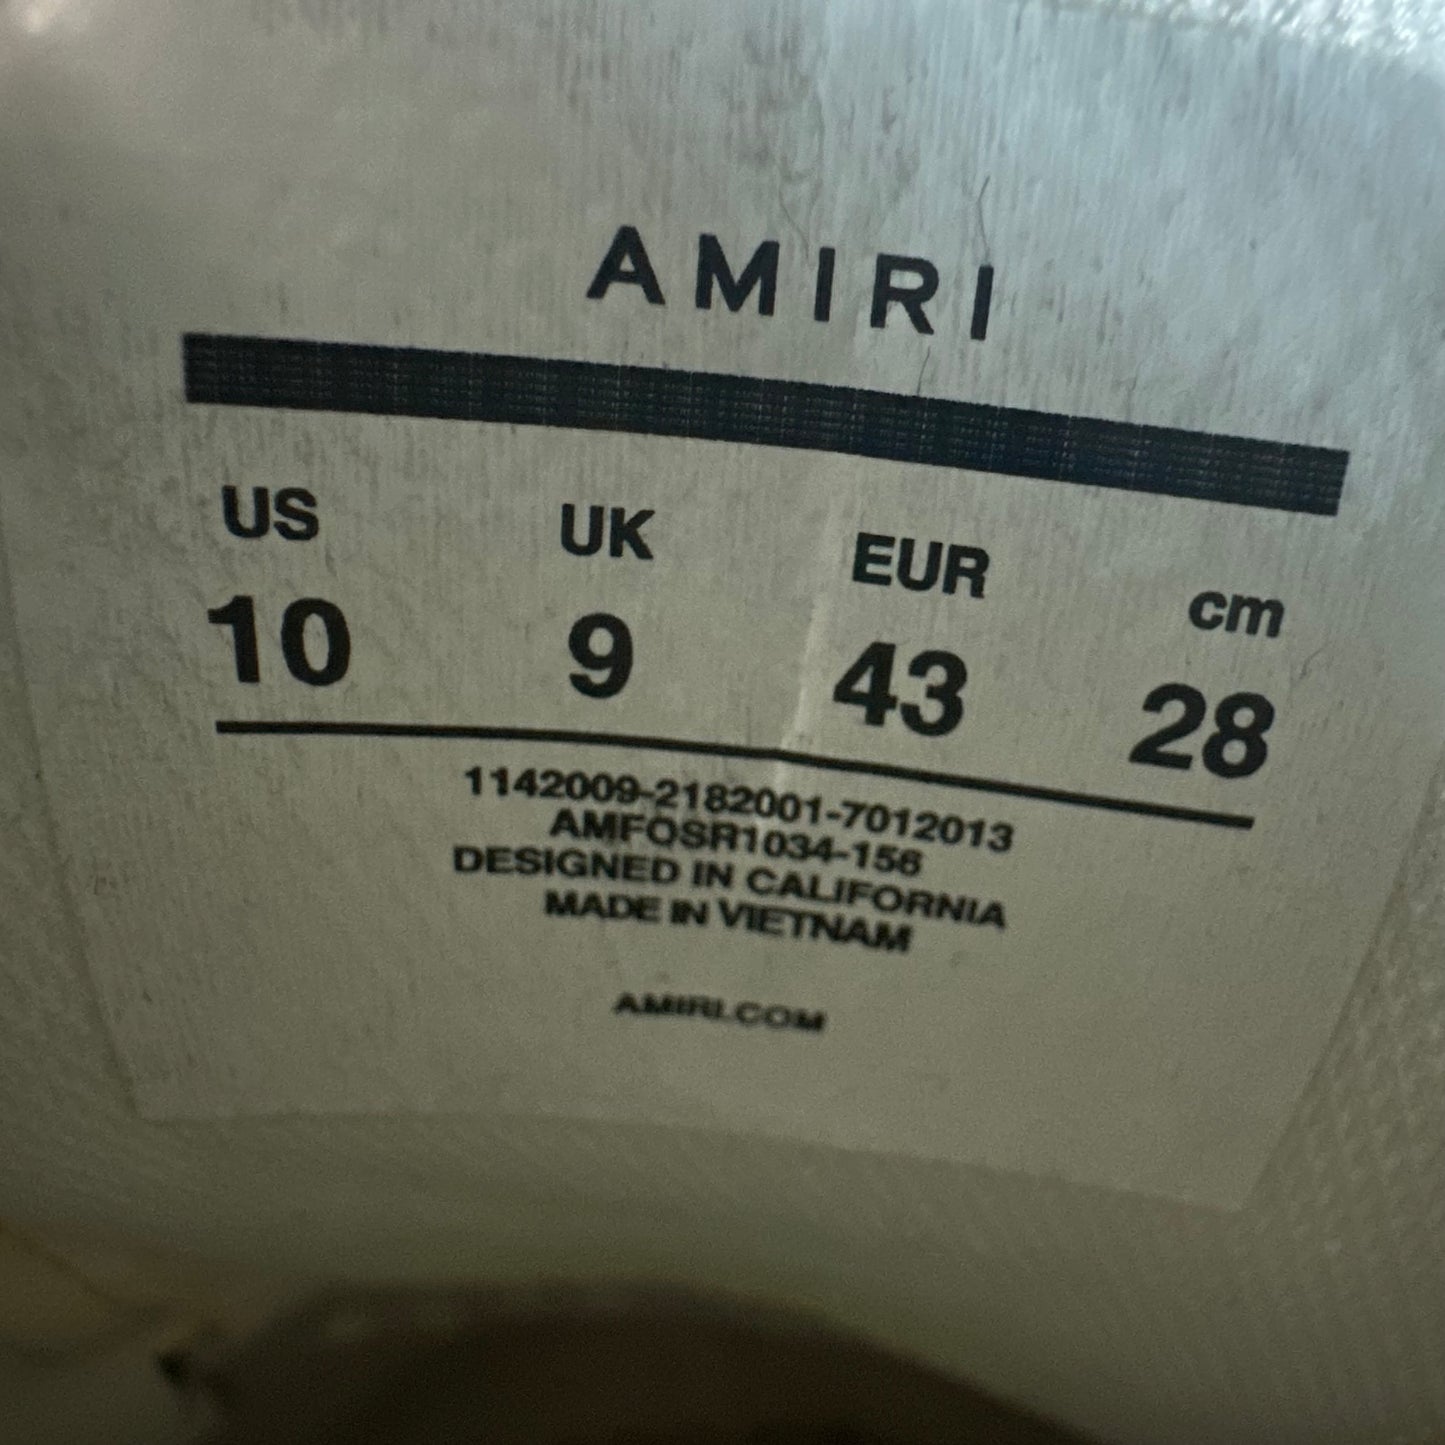 AMIRI
US UK EUR cm
10 9 43 28
1142009-2182001-7012013
AMFOSR1034-156
DESIGNED IN CALIFORNIA
MADE IN VIETNAM
AMIRI.COM